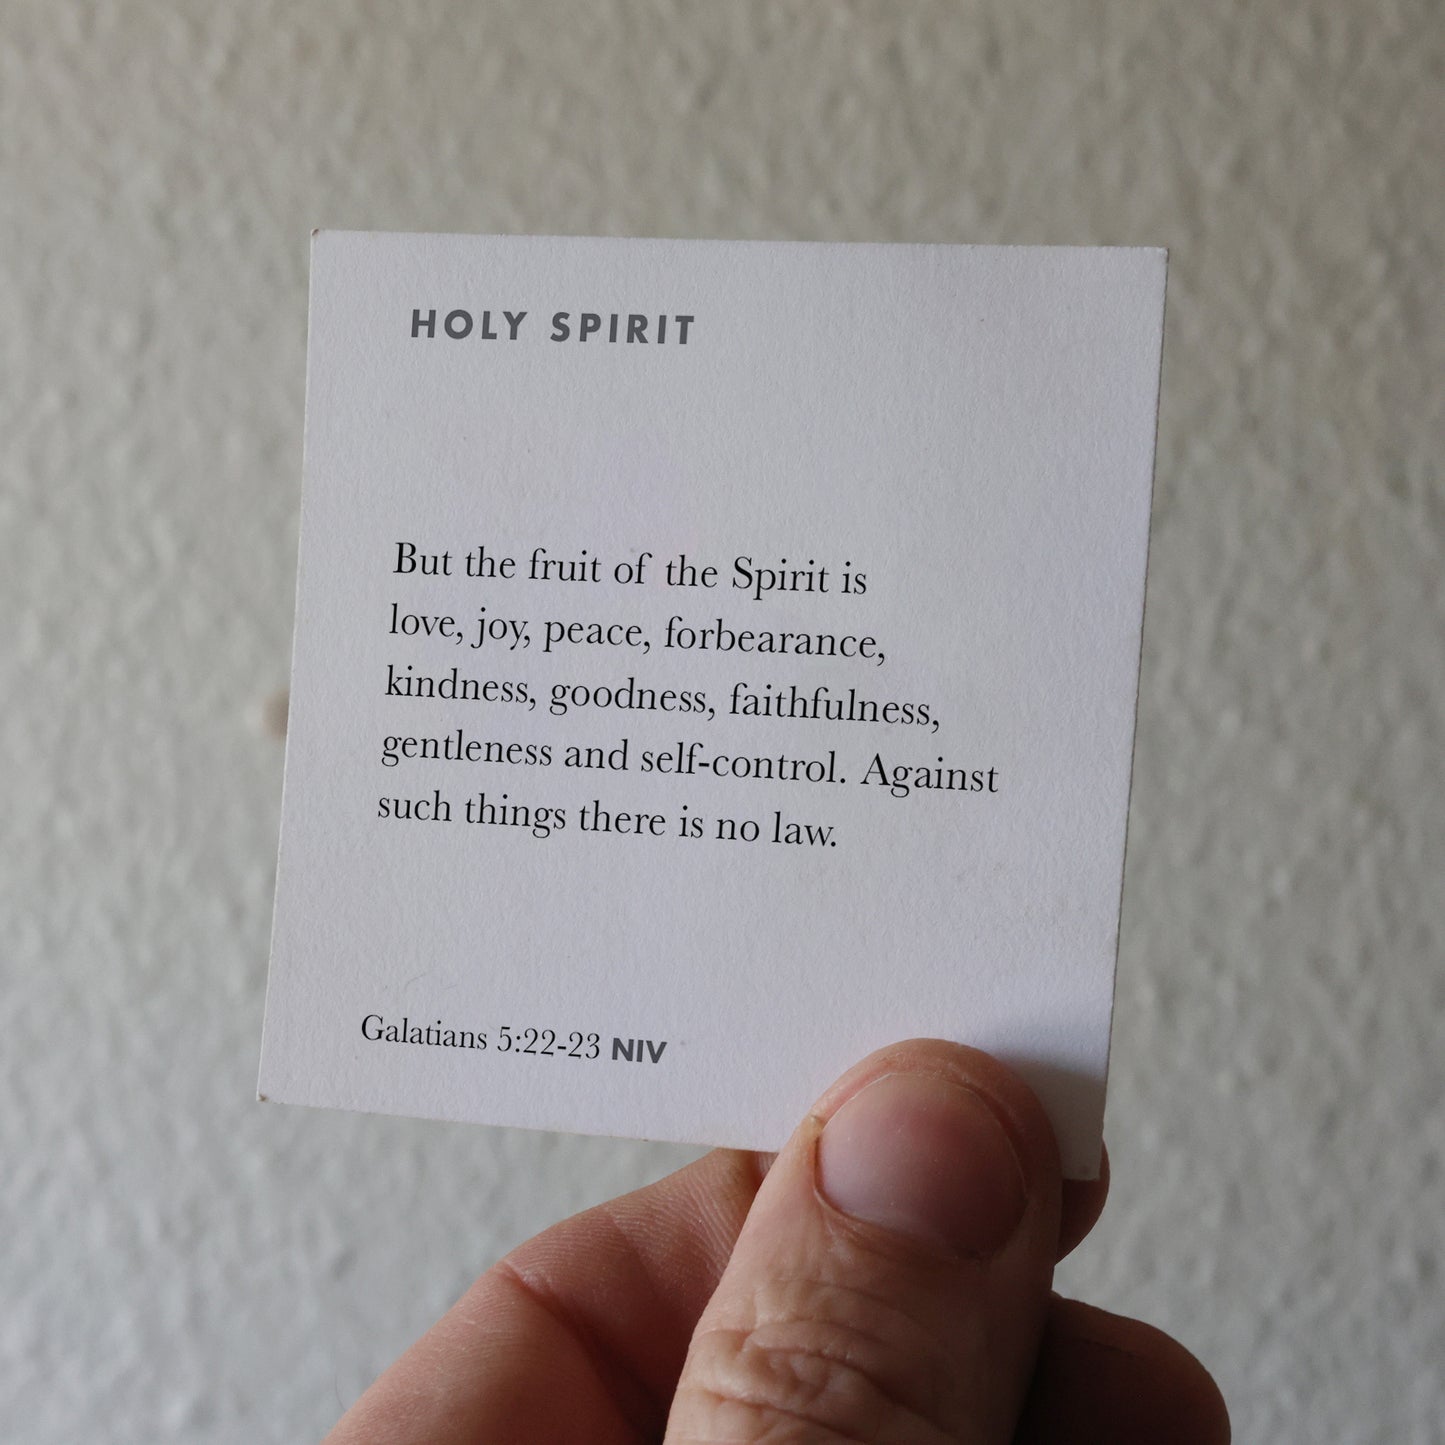 HOLY SPIRIT
But the fruit of the Spirit is
love, joy, peace, forbearance,
kindness, goodness, faithfulness,
gentleness and self-control. Against
such things there is no law.
Galatians 5:22-23 NIV